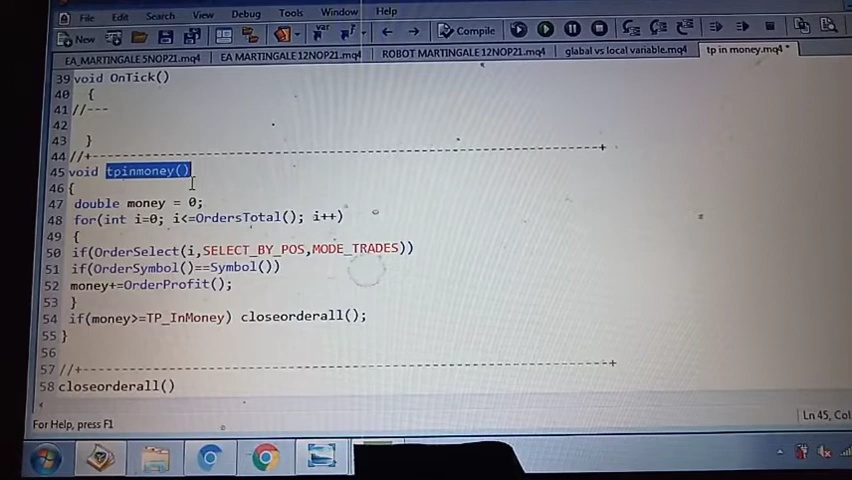 File Edit Search View Debug Tools Window Help
New Compile
EA_MARTINGALE 5NOP21.mq4 EA MARTINGALE 12NOP21.mq4 ROBOT MARTINGALE 12NOP21.mq4 glabal vs local variable.mq4 tp in money.mq4 *
39 void OnTick()
40 {
41 //---
42
43 }
44 //+------------------------------------------------------------------+
45 void tpinmoney()
46 {
47 double money = 0;
48 for(int i=0; i<=OrdersTotal(); i++)
49 {
50 if(OrderSelect(i,SELECT_BY_POS,MODE_TRADES))
51 if(OrderSymbol()==Symbol())
52 money+=OrderProfit();
53 }
54 if(money>=TP_InMoney) closeorderall();
55 }
56
57 //+------------------------------------------------------------------+
58 closeorderall()
For Help, press F1 Ln 45, Col